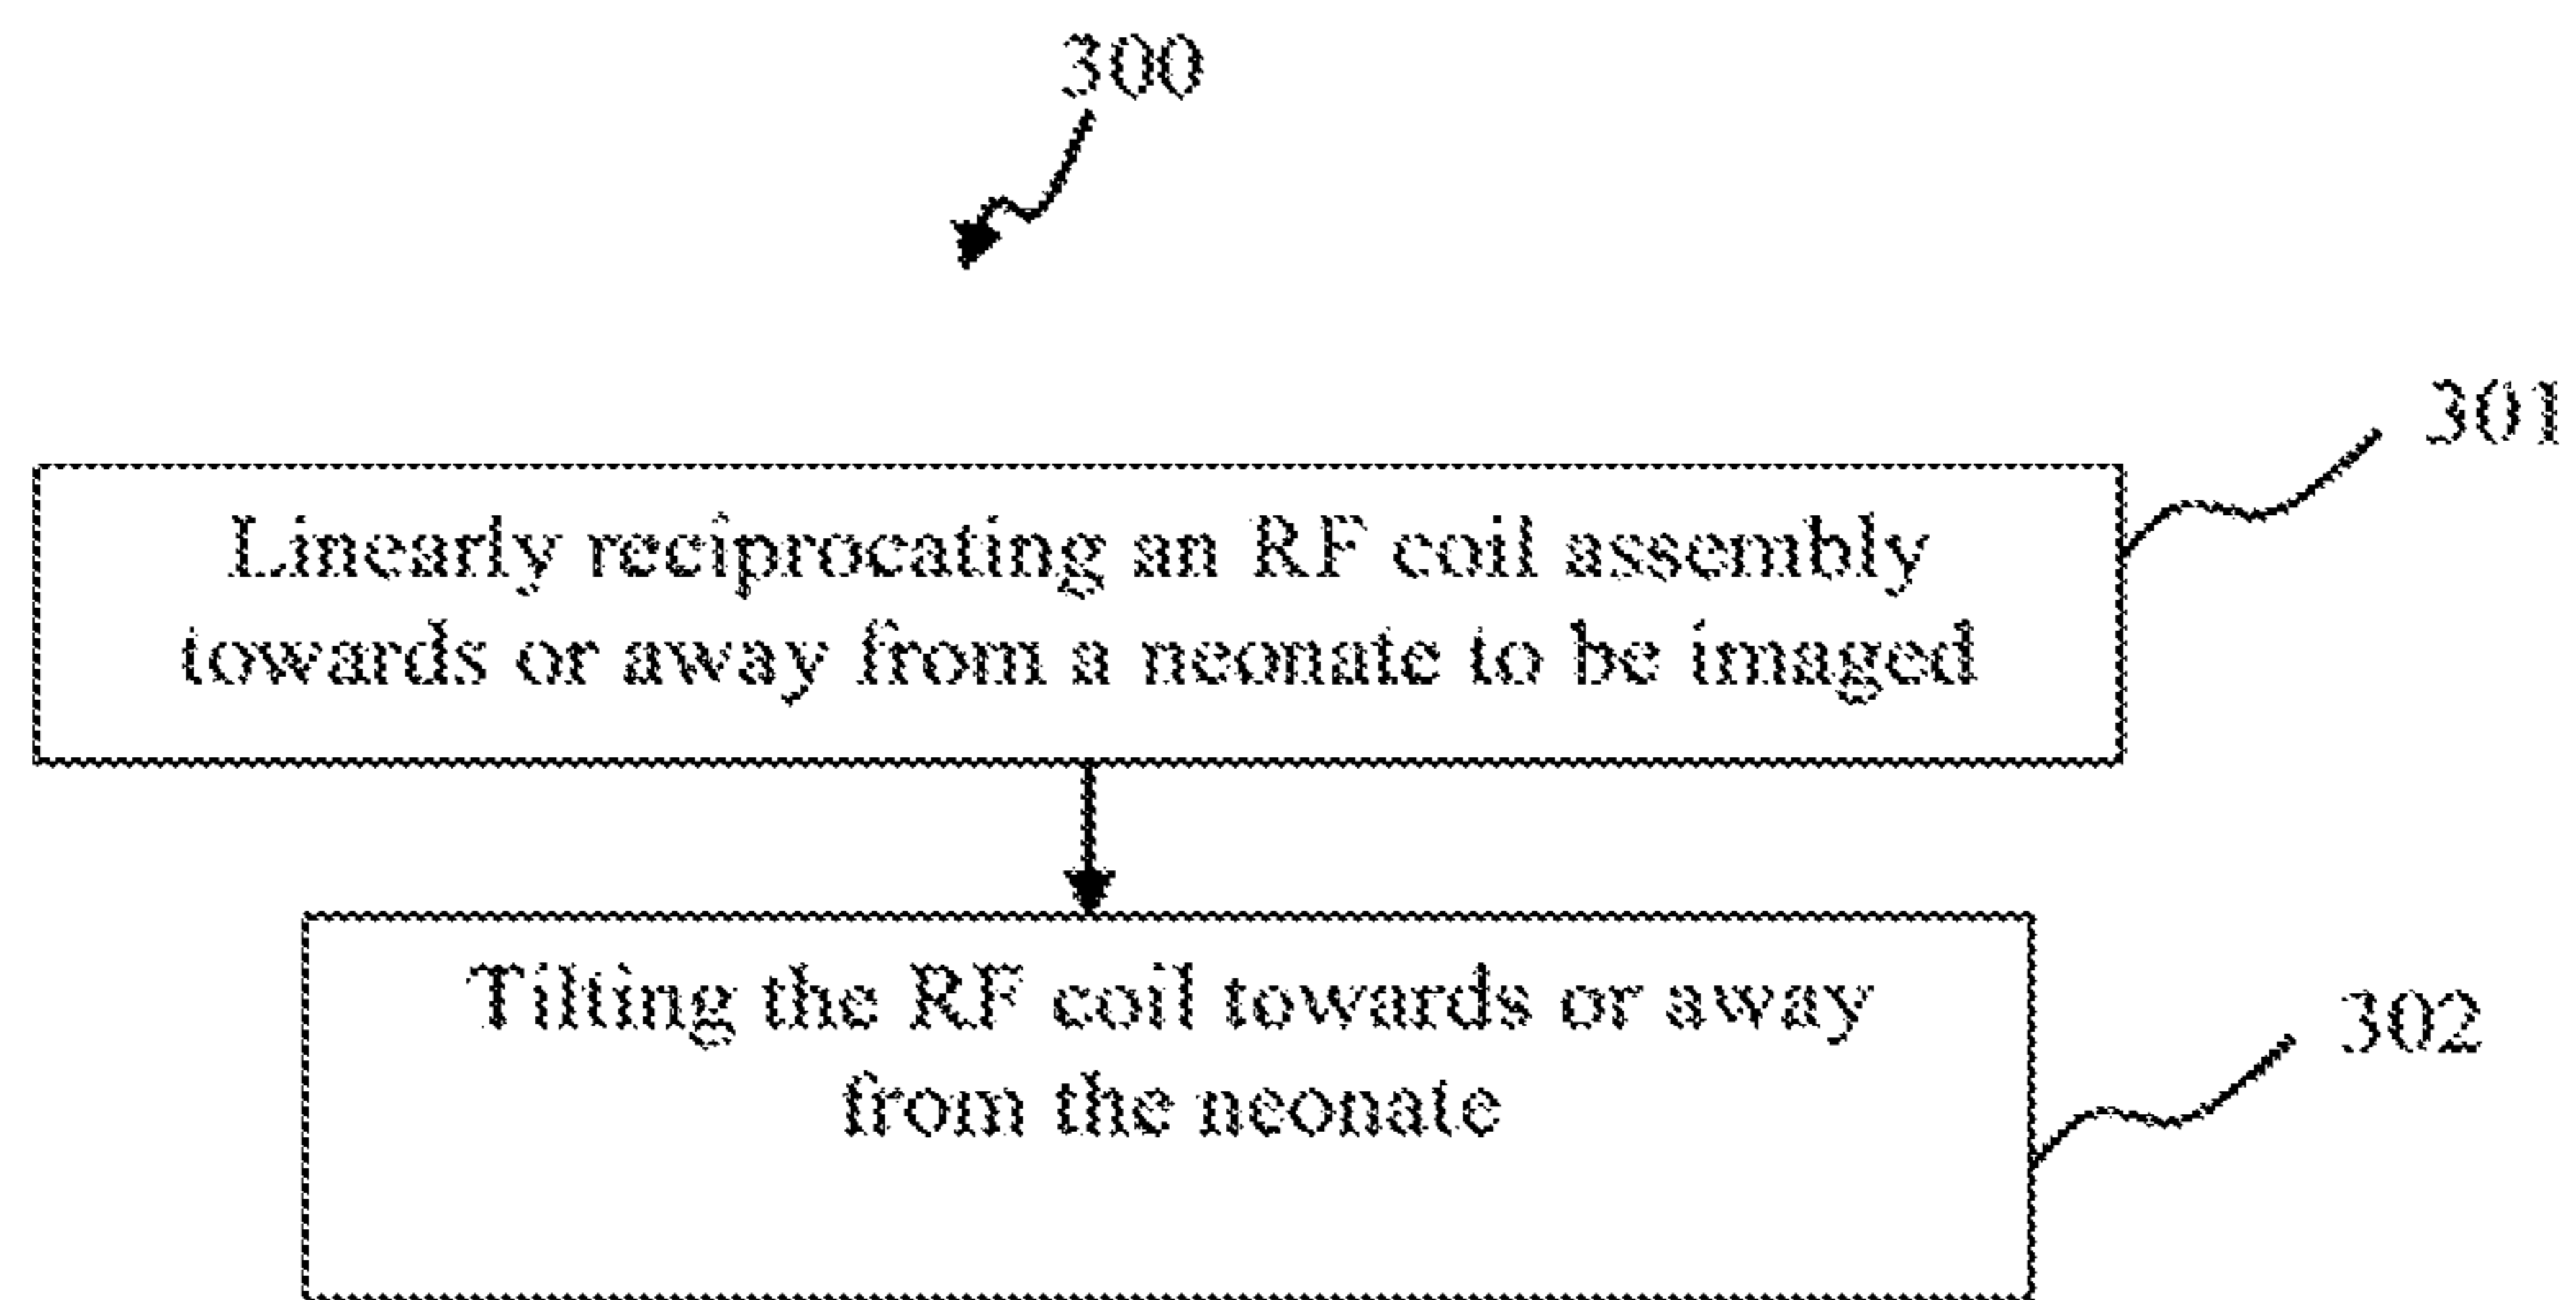 300
301
Linearly reciprocating an RF coil assembly
towards or away from a neonate to be imaged
Tilting the RF coil towards or away
from the neonate
302